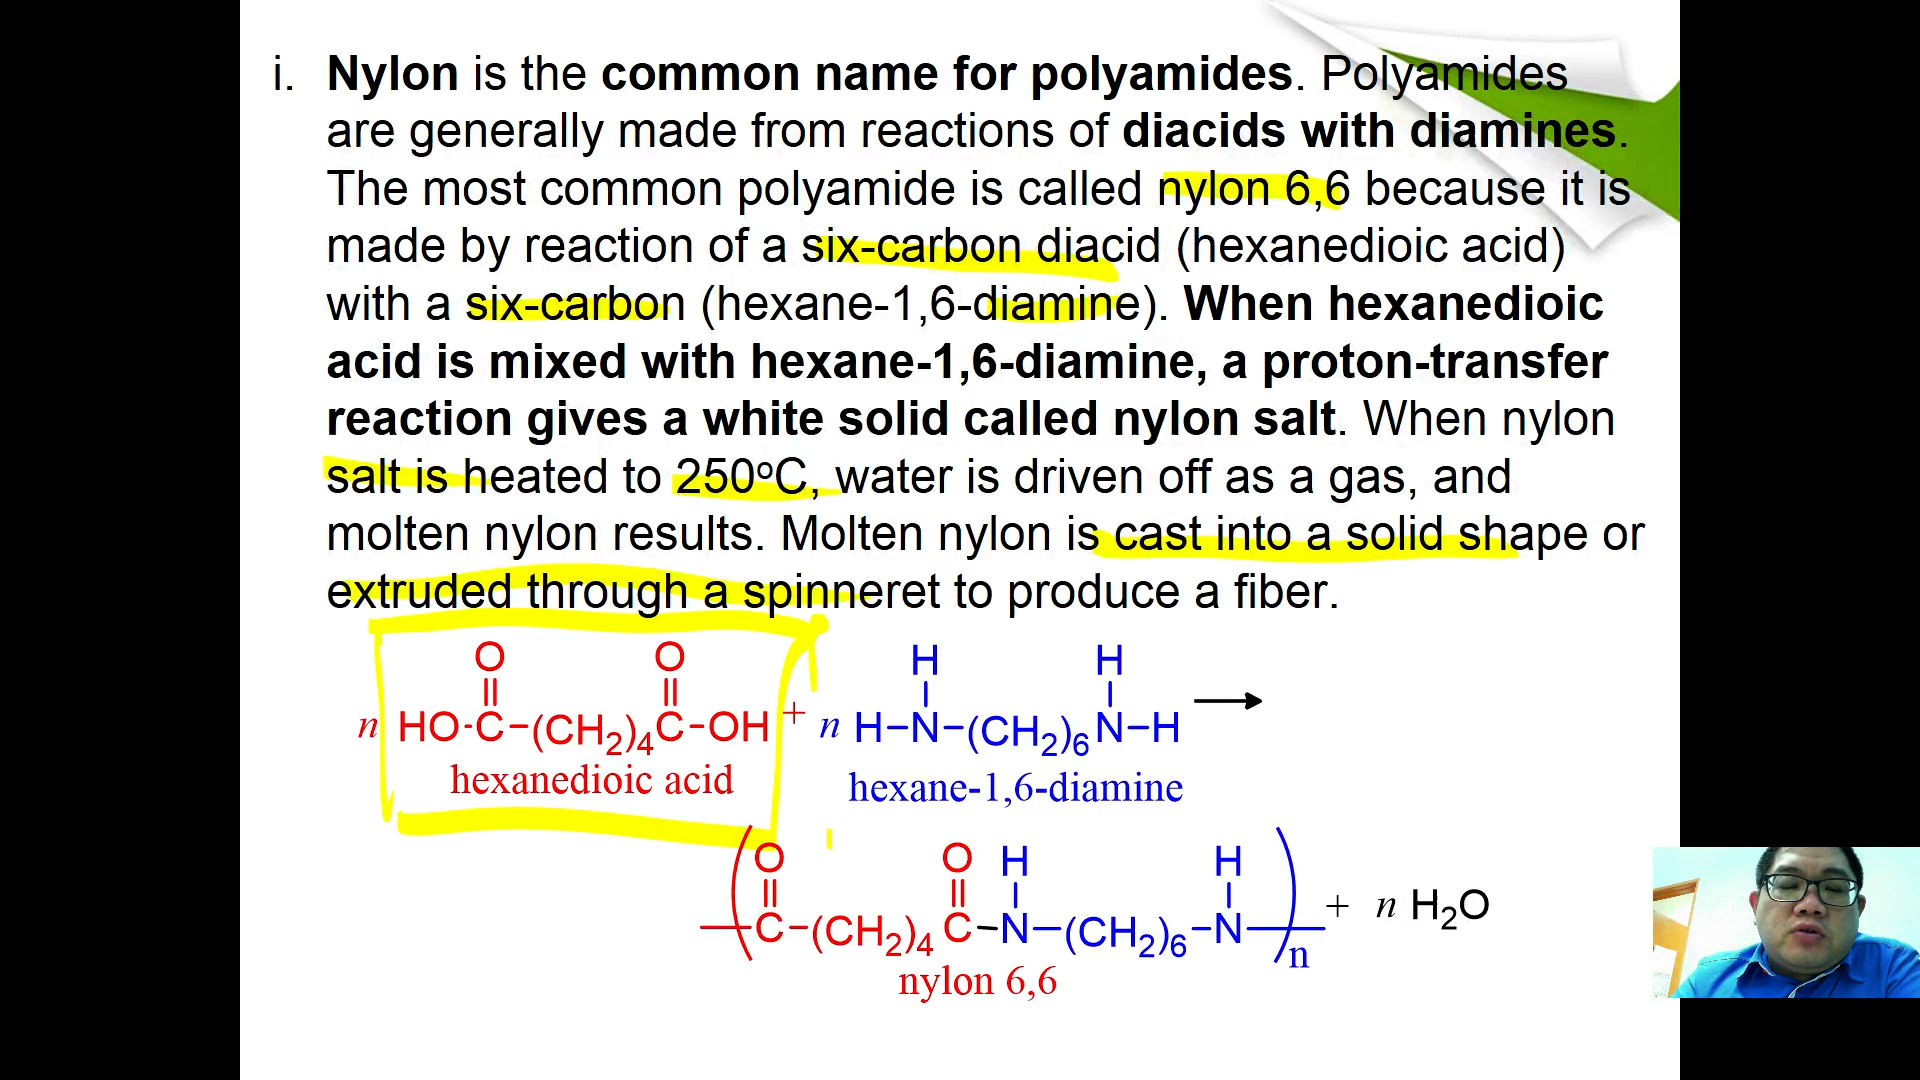 i. Nylon is the common name for polyamides. Polyamides
are generally made from reactions of diacids with diamines.
The most common polyamide is called nylon 6,6 because it is
made by reaction of a six-carbon diacid (hexanedioic acid)
with a six-carbon (hexane-1,6-diamine). When hexanedioic
acid is mixed with hexane-1,6-diamine, a proton-transfer
reaction gives a white solid called nylon salt. When nylon
salt is heated to 250oC, water is driven off as a gas, and
molten nylon results. Molten nylon is cast into a solid shape or
extruded through a spinneret to produce a fiber.
O O H H
n HO-C-(CH2)4C-OH + n H-N-(CH2)6N-H →
hexanedioic acid hexane-1,6-diamine
O O H H
-(C-(CH2)4C-N-(CH2)6-N-)n + n H2O
nylon 6,6